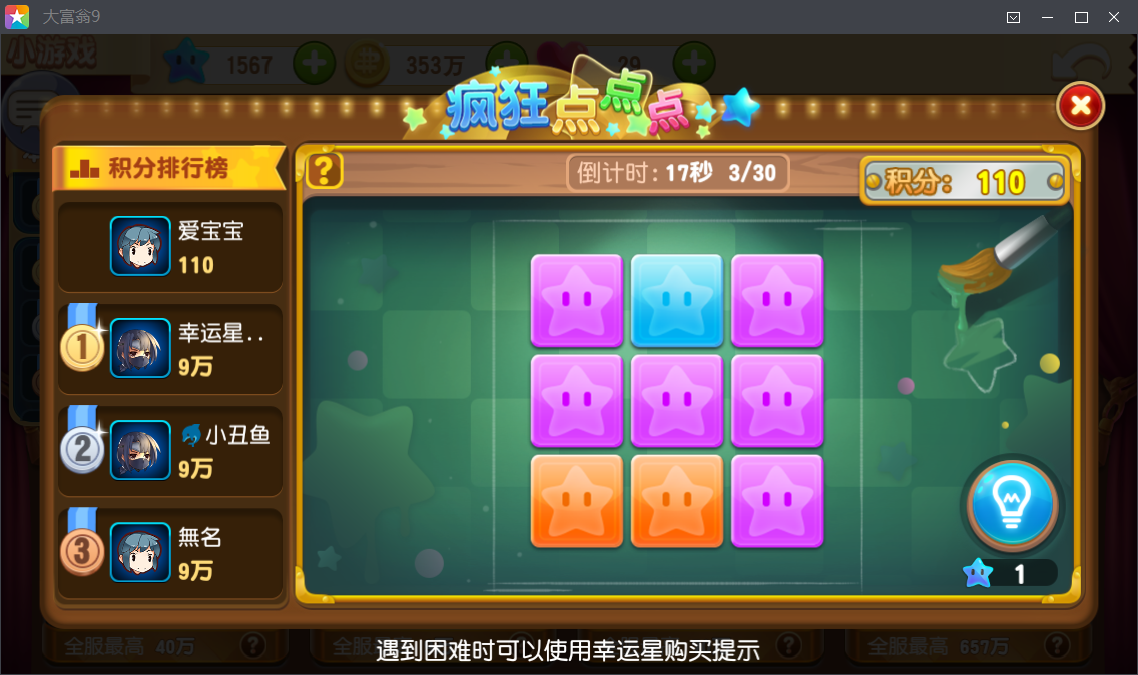 大富翁9
小游戏
1567
353万
29
疯狂点点点
积分排行榜
?
倒计时:17秒 3/30
积分: 110
爱宝宝
110
1
幸运星..
9万
2
小丑鱼
9万
3
無名
9万
1
全服最高 40万 ?
全服
?
全服最高 657万 ?
遇到困难时可以使用幸运星购买提示